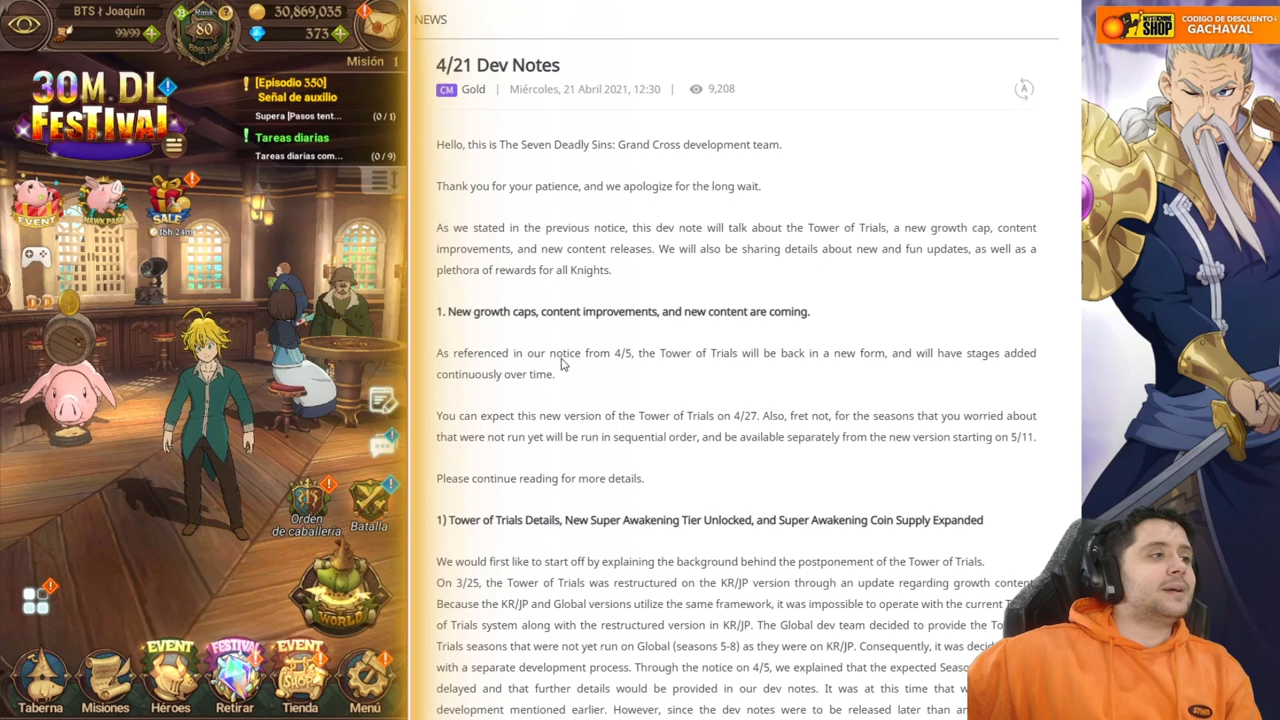 BTS ł Joaquín
99/99
Rank
80
30,869,035
373
Misión 1
30M.DL
FESTIVAL
[Episodio 350]
Señal de auxilio
Supera [Pasos tent... (0 / 1)
Tareas diarias
Tareas diarias com... (0 / 9)
EVENT
HAWK PASS
SALE
18h 24m
Orden
de caballería
Batalla
WORLD
EVENT
FESTIVAL
EVENT
SHOP
Taberna
Misiones
Héroes
Retirar
Tienda
Menú
NEWS
4/21 Dev Notes
CM Gold | Miércoles, 21 Abril 2021, 12:30 | 9,208
Hello, this is The Seven Deadly Sins: Grand Cross development team.
Thank you for your patience, and we apologize for the long wait.
As we stated in the previous notice, this dev note will talk about the Tower of Trials, a new growth cap, content
improvements, and new content releases. We will also be sharing details about new and fun updates, as well as a
plethora of rewards for all Knights.
1. New growth caps, content improvements, and new content are coming.
As referenced in our notice from 4/5, the Tower of Trials will be back in a new form, and will have stages added
continuously over time.
You can expect this new version of the Tower of Trials on 4/27. Also, fret not, for the seasons that you worried about
that were not run yet will be run in sequential order, and be available separately from the new version starting on 5/11.
Please continue reading for more details.
1) Tower of Trials Details, New Super Awakening Tier Unlocked, and Super Awakening Coin Supply Expanded
We would first like to start off by explaining the background behind the postponement of the Tower of Trials.
On 3/25, the Tower of Trials was restructured on the KR/JP version through an update regarding growth content
Because the KR/JP and Global versions utilize the same framework, it was impossible to operate with the current
of Trials system along with the restructured version in KR/JP. The Global dev team decided to provide the
Trials seasons that were not yet run on Global (seasons 5-8) as they were on KR/JP. Consequently, it was
with a separate development process. Through the notice on 4/5, we explained that the expected
delayed and that further details would be provided in our dev notes. It was at this time that
development mentioned earlier. However, since the dev notes were to be released later than
MYSTICMINE
SHOP
CODIGO DE DESCUENTO
GACHAVAL